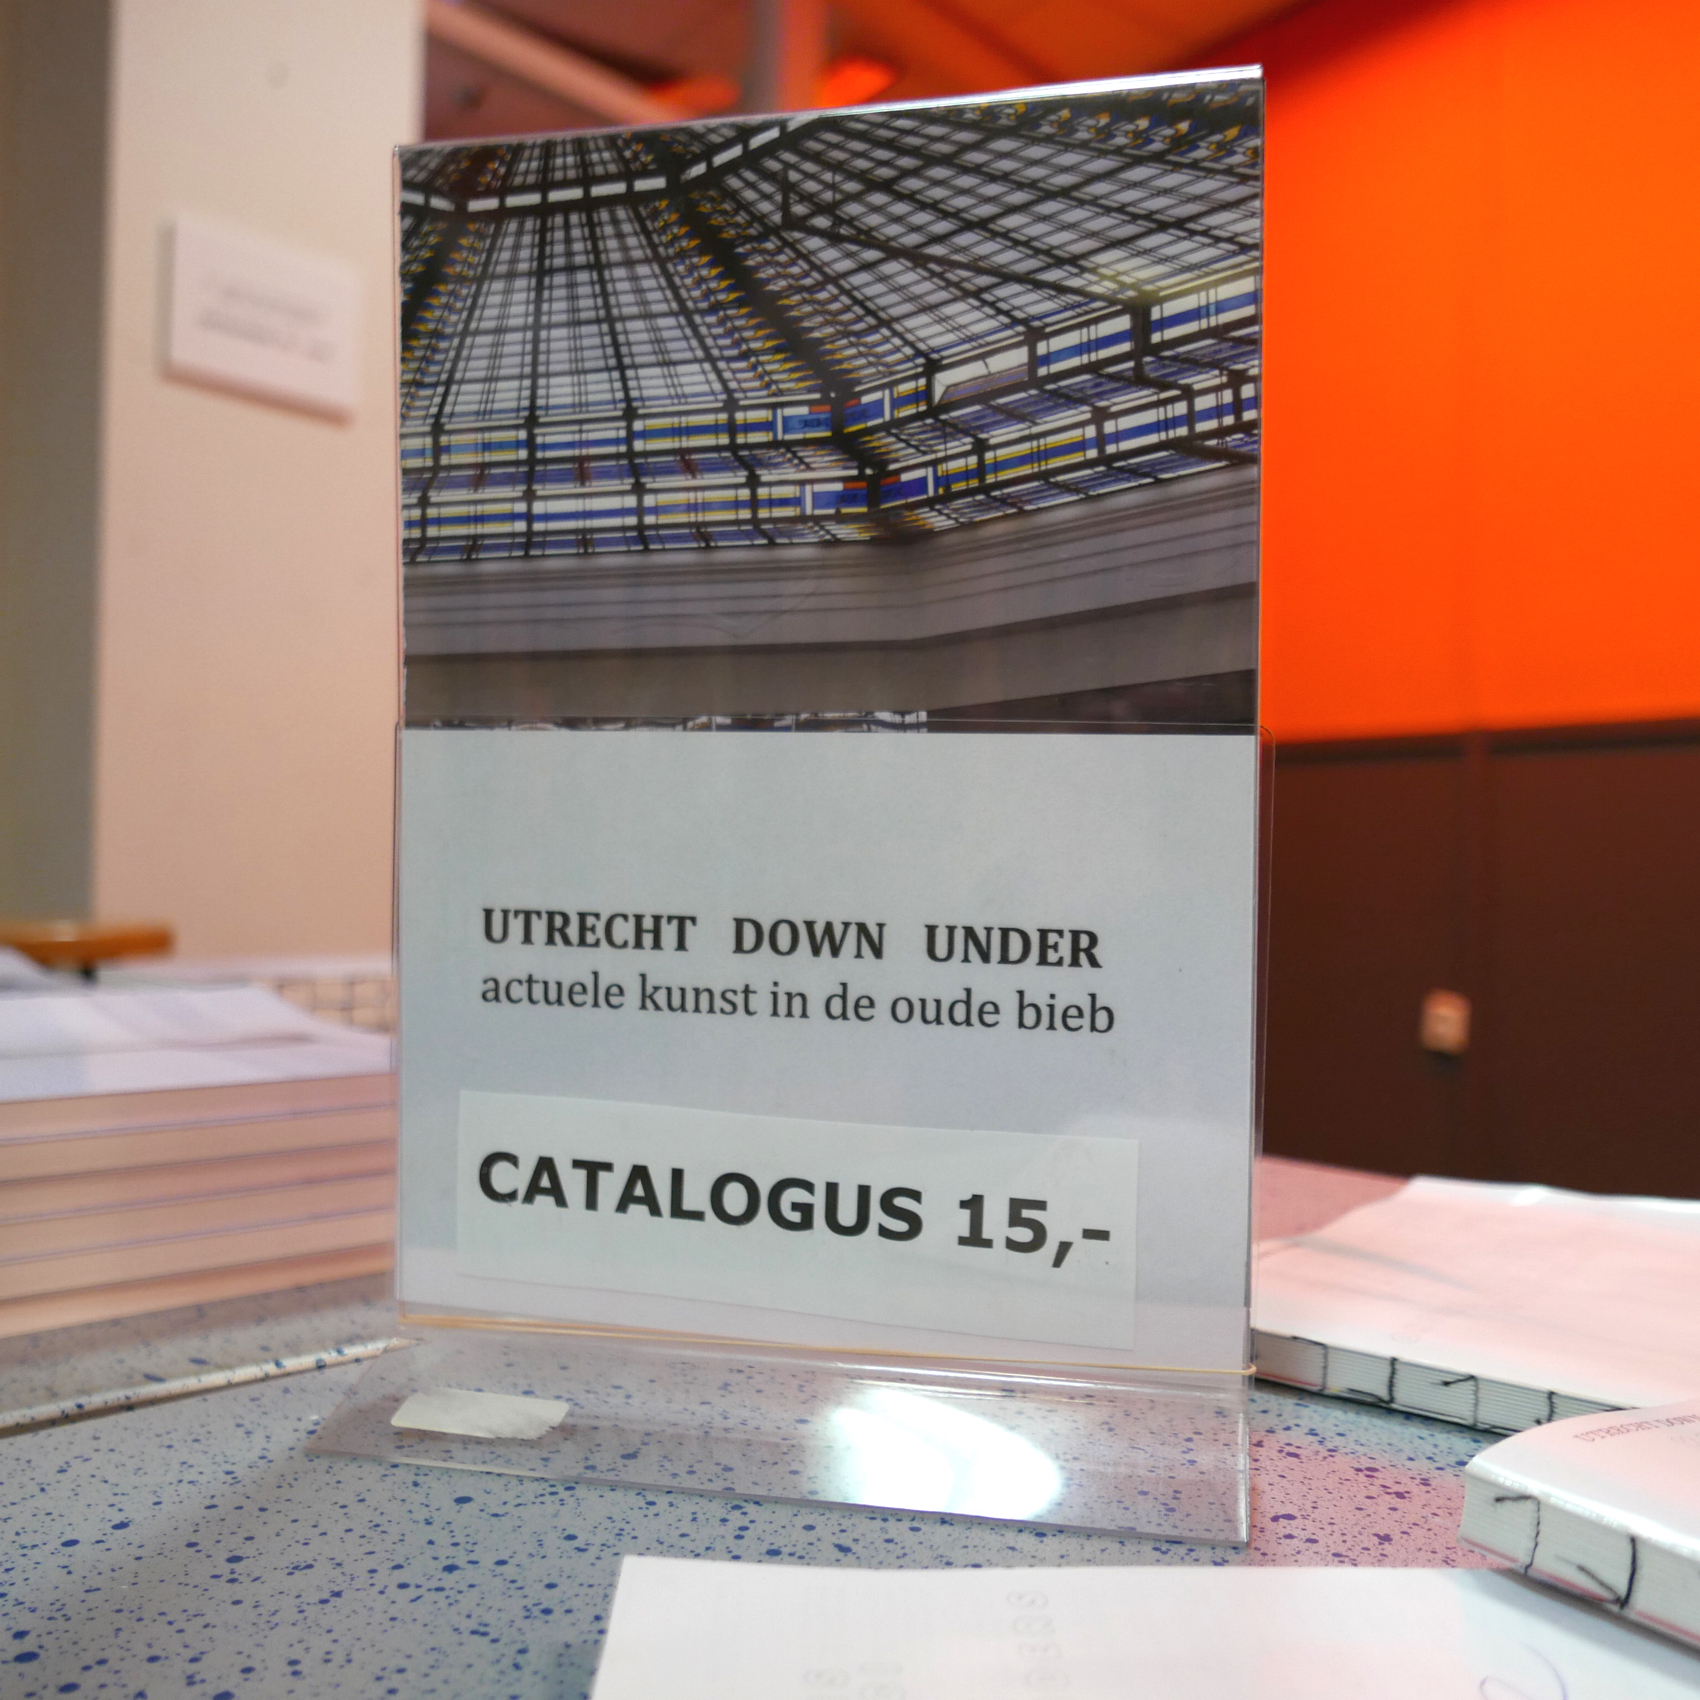 UTRECHT DOWN UNDER
actuele kunst in de oude bieb
CATALOGUS 15,-